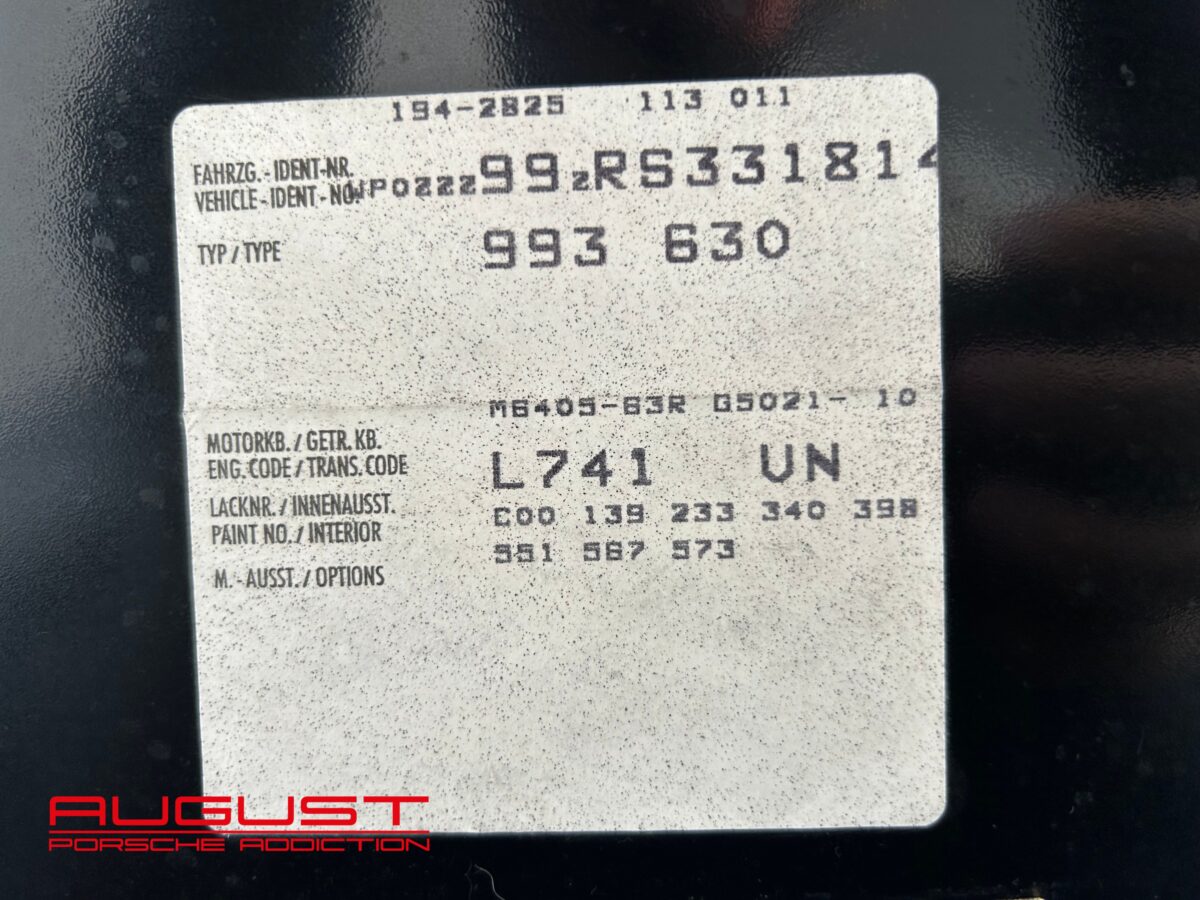 194-2825 113 011
FAHRZG.-IDENT-NR.
VEHICLE-IDENT-NO. WP0ZZZ99ZRS331814
TYP / TYPE 993 630
M6405-63R G5021- 10
MOTORKB. / GETR. KB.
ENG. CODE / TRANS. CODE L741 VN
LACKNR. / INNENAUSST. C00 139 233 340 398
PAINT NO. / INTERIOR 551 567 573
M.-AUSST. / OPTIONS
AUGUST
PORSCHE ADDICTION